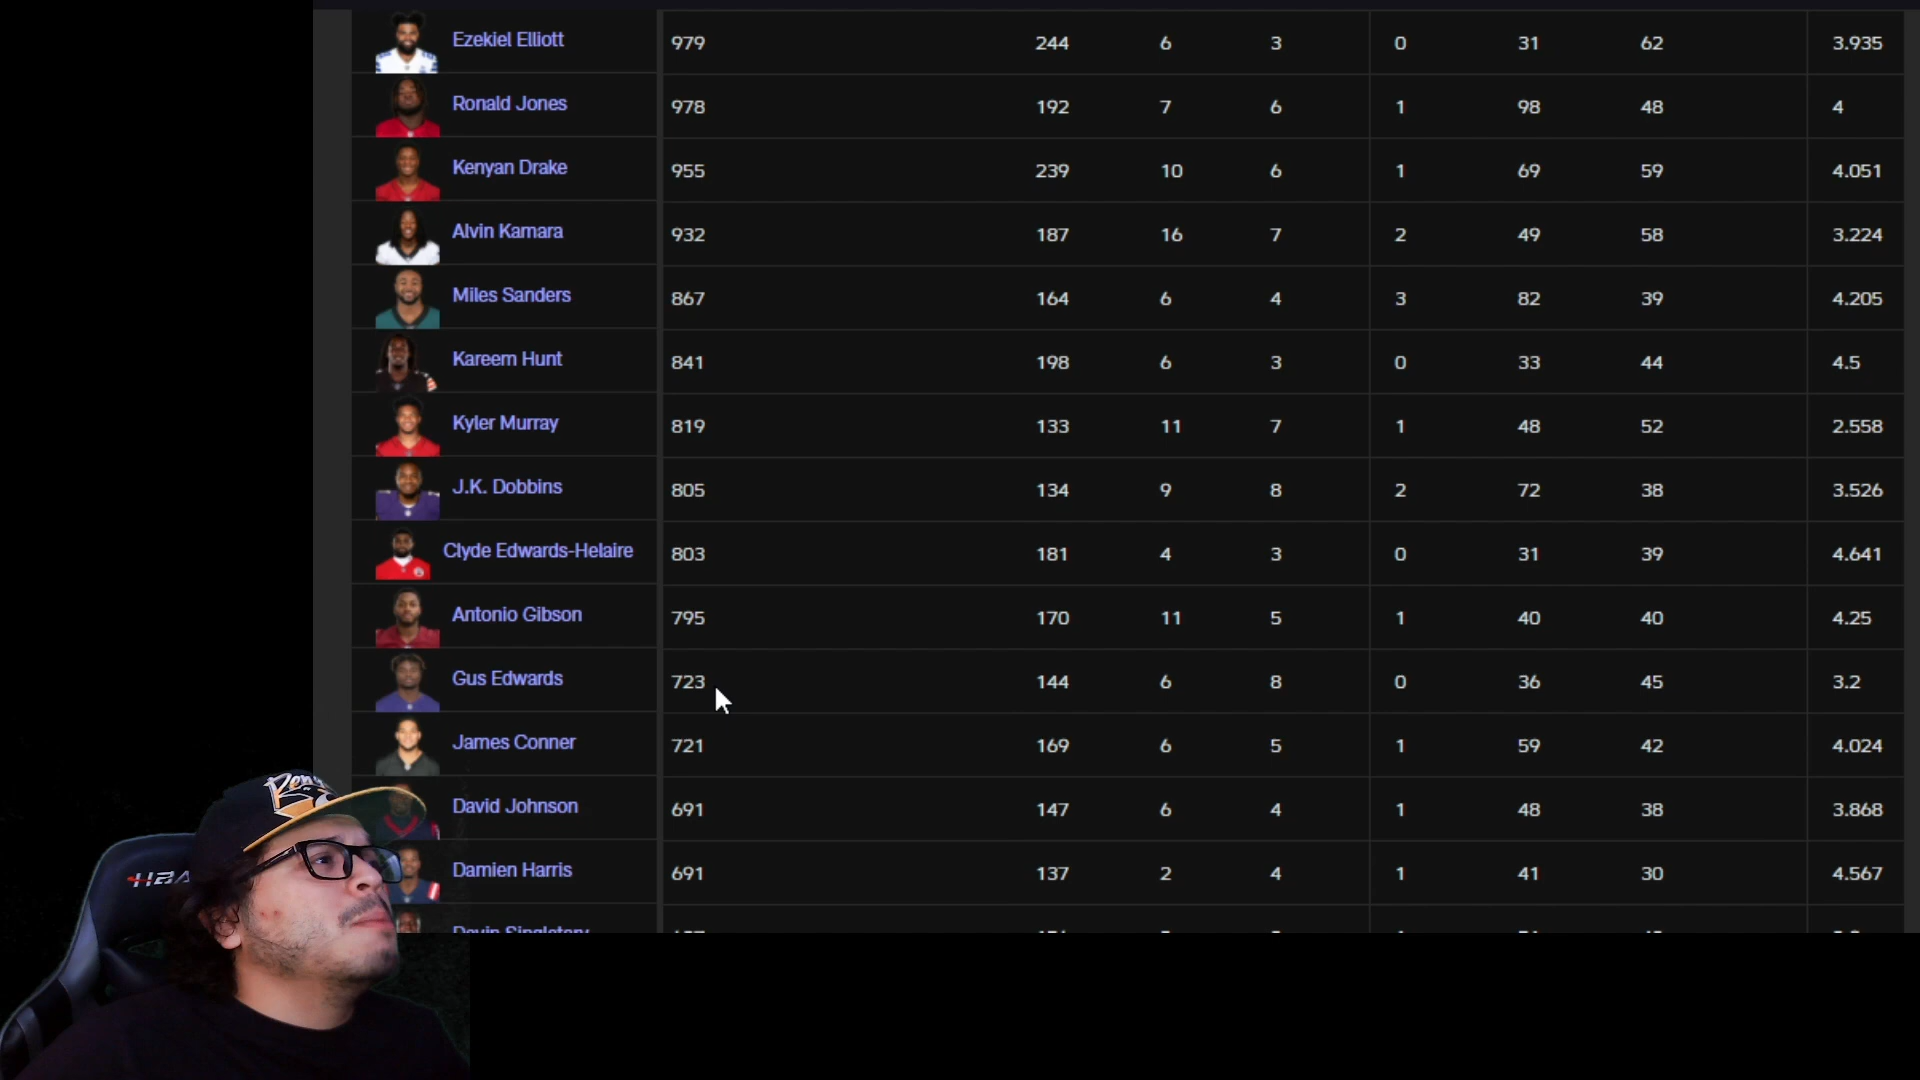 Ezekiel Elliott 979 244 6 3 0 31 62 3.935
Ronald Jones 978 192 7 6 1 98 48 4
Kenyan Drake 955 239 10 6 1 69 59 4.051
Alvin Kamara 932 187 16 7 2 49 58 3.224
Miles Sanders 867 164 6 4 3 82 39 4.205
Kareem Hunt 841 198 6 3 0 33 44 4.5
Kyler Murray 819 133 11 7 1 48 52 2.558
J.K. Dobbins 805 134 9 8 2 72 38 3.526
Clyde Edwards-Helaire 803 181 4 3 0 31 39 4.641
Antonio Gibson 795 170 11 5 1 40 40 4.25
Gus Edwards 723 144 6 8 0 36 45 3.2
James Conner 721 169 6 5 1 59 42 4.024
David Johnson 691 147 6 4 1 48 38 3.868
Damien Harris 691 137 2 4 1 41 30 4.567
Devin Singletary